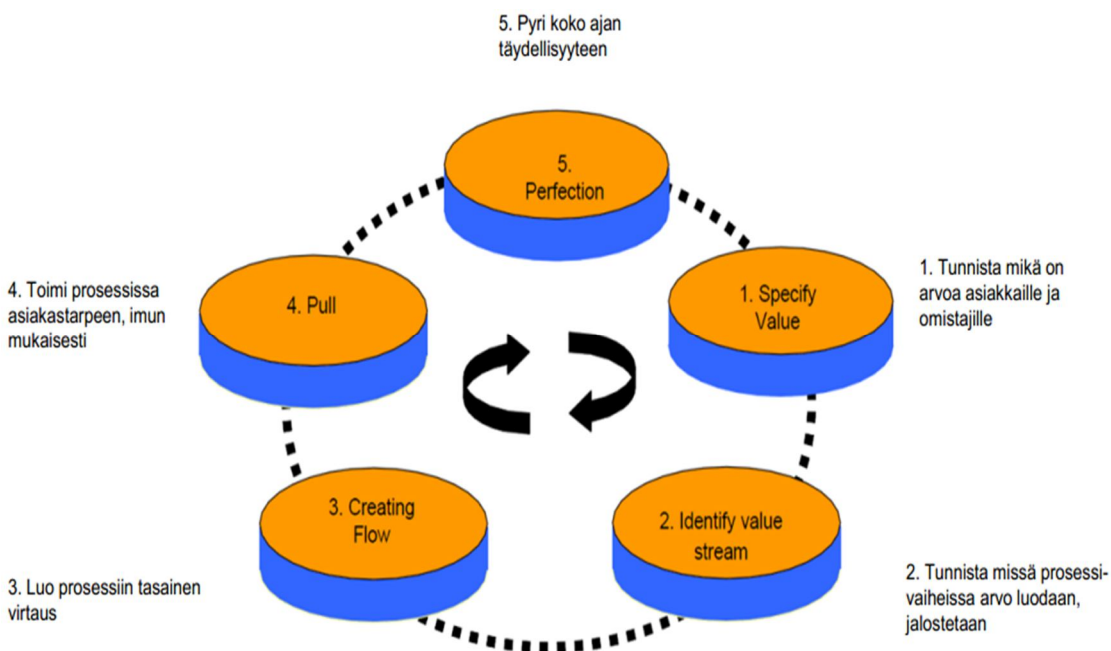 5. Pyri koko ajan
täydellisyyteen
5.
Perfection
4. Toimi prosessissa
asiakastarpeen, imun
mukaisesti
4. Pull
1. Specify
Value
1. Tunnista mikä on
arvoa asiakkaille ja
omistajille
3. Creating
Flow
2. Identify value
stream
3. Luo prosessiin tasainen
virtaus
2. Tunnista missä prosessi-
vaiheissa arvo luodaan,
jalostetaan